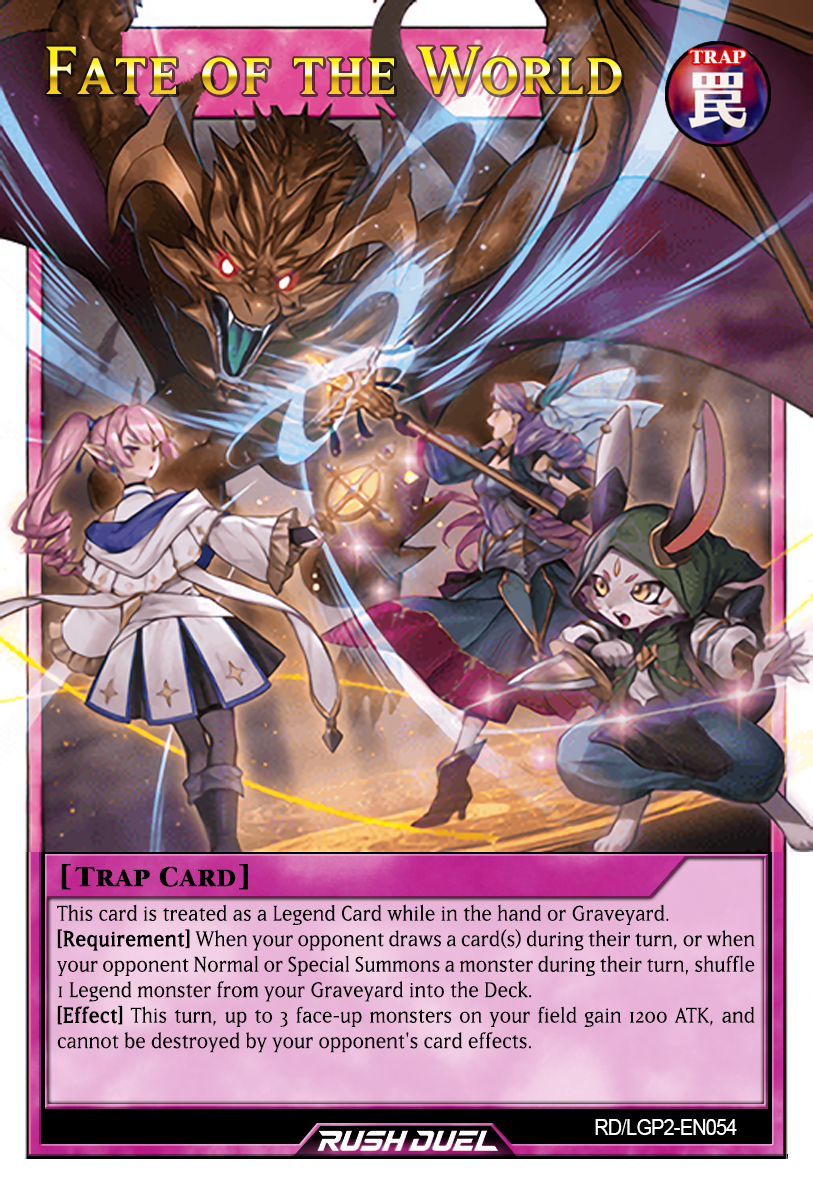 Fate of the World
TRAP
罠
[Trap Card]
This card is treated as a Legend Card while in the hand or Graveyard.
[Requirement] When your opponent draws a card(s) during their turn, or when
your opponent Normal or Special Summons a monster during their turn, shuffle
1 Legend monster from your Graveyard into the Deck.
[Effect] This turn, up to 3 face-up monsters on your field gain 1200 ATK, and
cannot be destroyed by your opponent's card effects.
RD/LGP2-EN054
RUSH DUEL